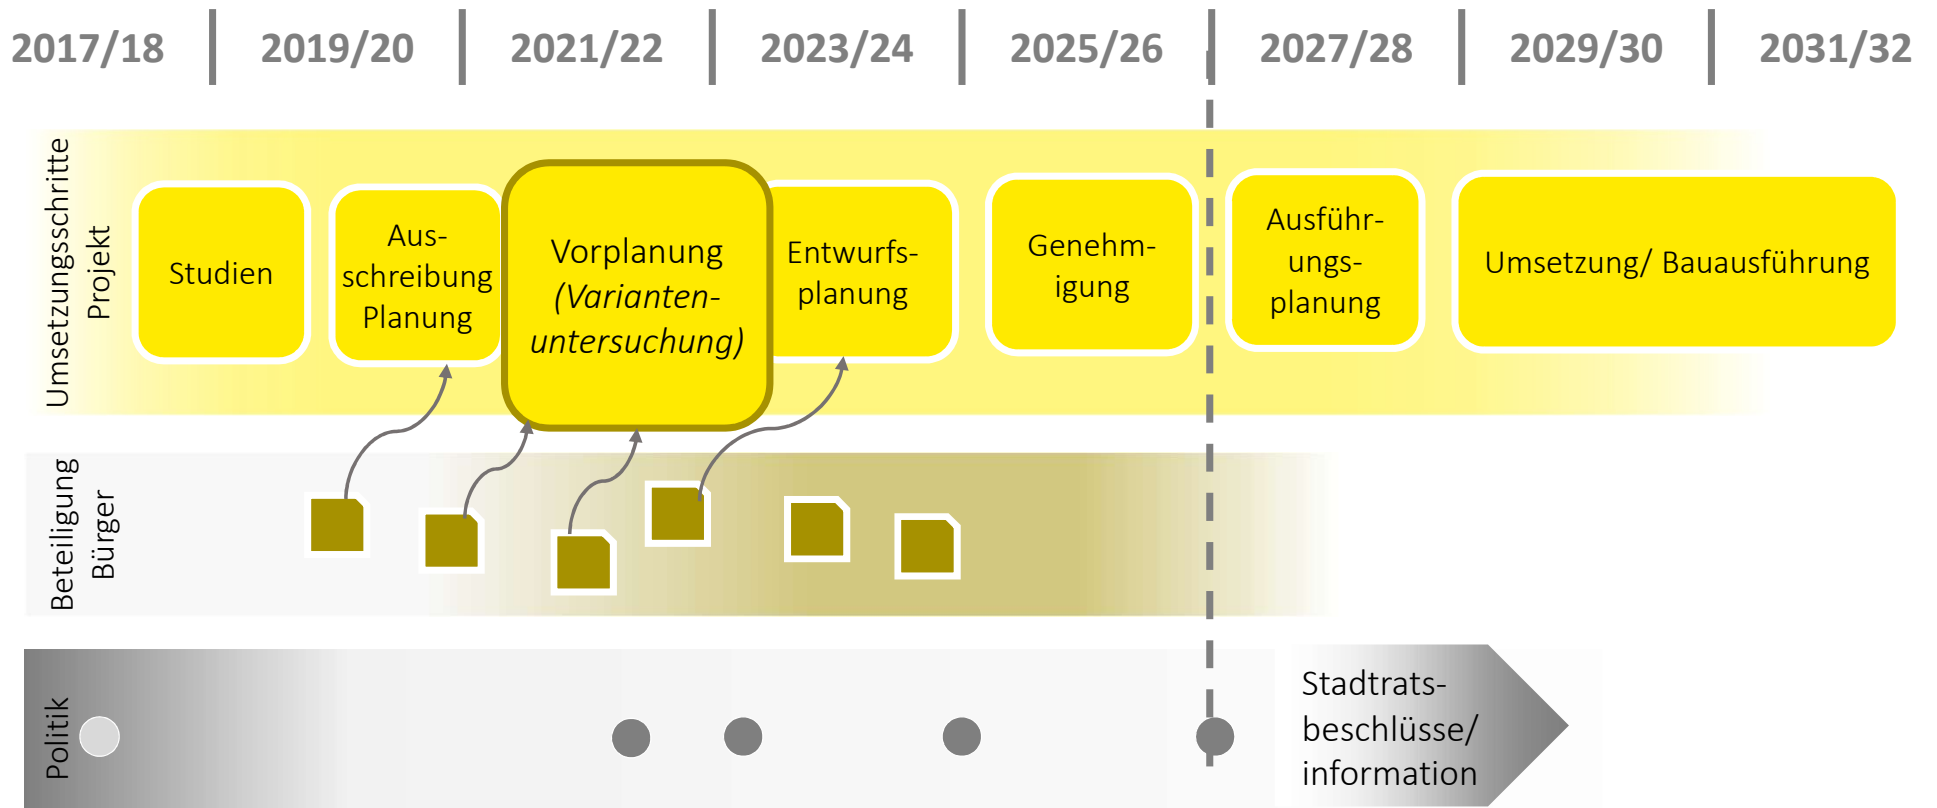 2017/18
2019/20
2021/22
2023/24
2025/26
2027/28
2029/30
2031/32
Umsetzungsschritte
Projekt
Studien
Aus-
schreibung
Planung
Vorplanung
(Varianten-
untersuchung)
Entwurfs-
planung
Genehm-
igung
Ausführ-
ungs-
planung
Umsetzung/ Bauausführung
Beteiligung
Bürger
Politik
Stadtrats-
beschlüsse/
information